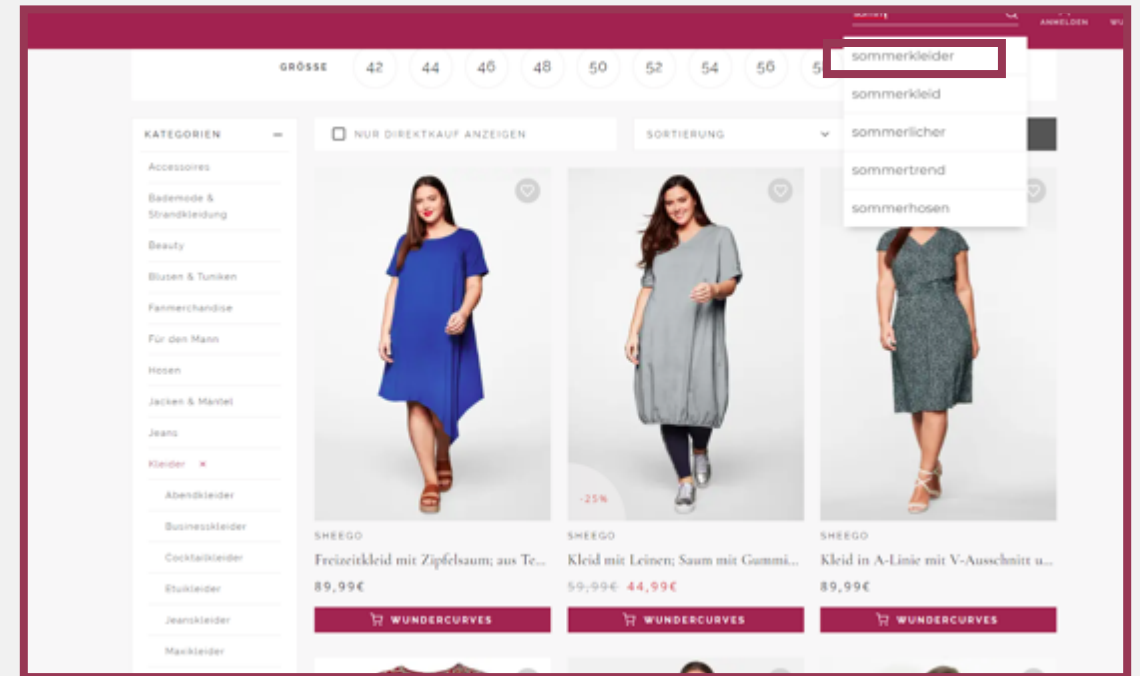 somm
ANMELDEN
WU
GRÖSSE 42 44 46 48 50 52 54 56 5
sommerkleider
sommerkleid
sommerlicher
sommertrend
sommerhosen
KATEGORIEN
NUR DIREKTKAUF ANZEIGEN
SORTIERUNG
Accessoires
Bademode &
Strandkleidung
Beauty
Blusen & Tuniken
Fanmerchandise
Für den Mann
Hosen
Jacken & Mäntel
Jeans
Kleider ×
Abendkleider
Businesskleider
Cocktailkleider
Etuikleider
Jeanskleider
Maxikleider
-25%
SHEEGO
Freizeitkleid mit Zipfelsaum; aus Te...
89,99€
WUNDERCURVES
SHEEGO
Kleid mit Leinen; Saum mit Gummi...
59,99€ 44,99€
WUNDERCURVES
SHEEGO
Kleid in A-Linie mit V-Ausschnitt u...
89,99€
WUNDERCURVES